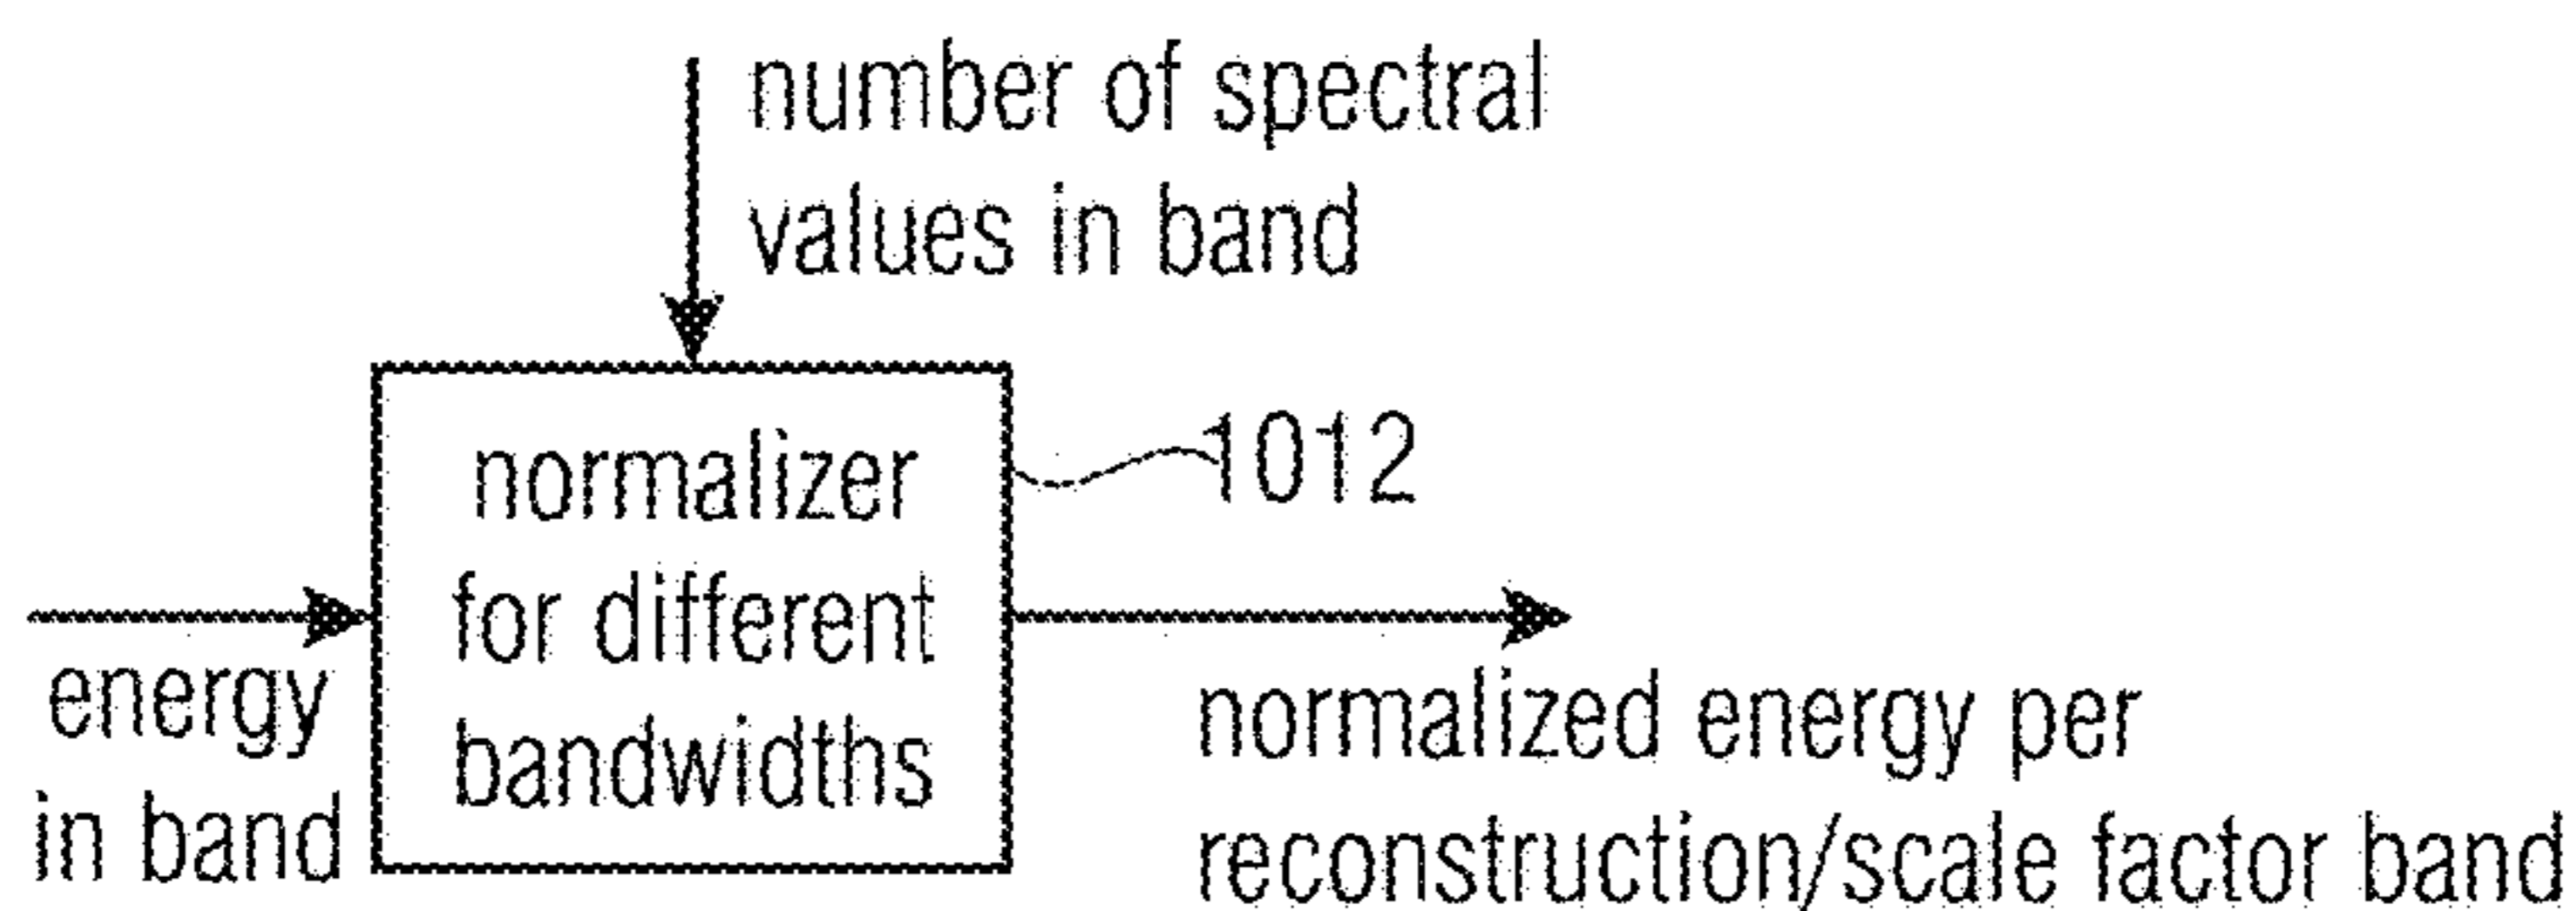 number of spectral
values in band
normalizer
for different
bandwidths
1012
energy
in band
normalized energy per
reconstruction/scale factor band